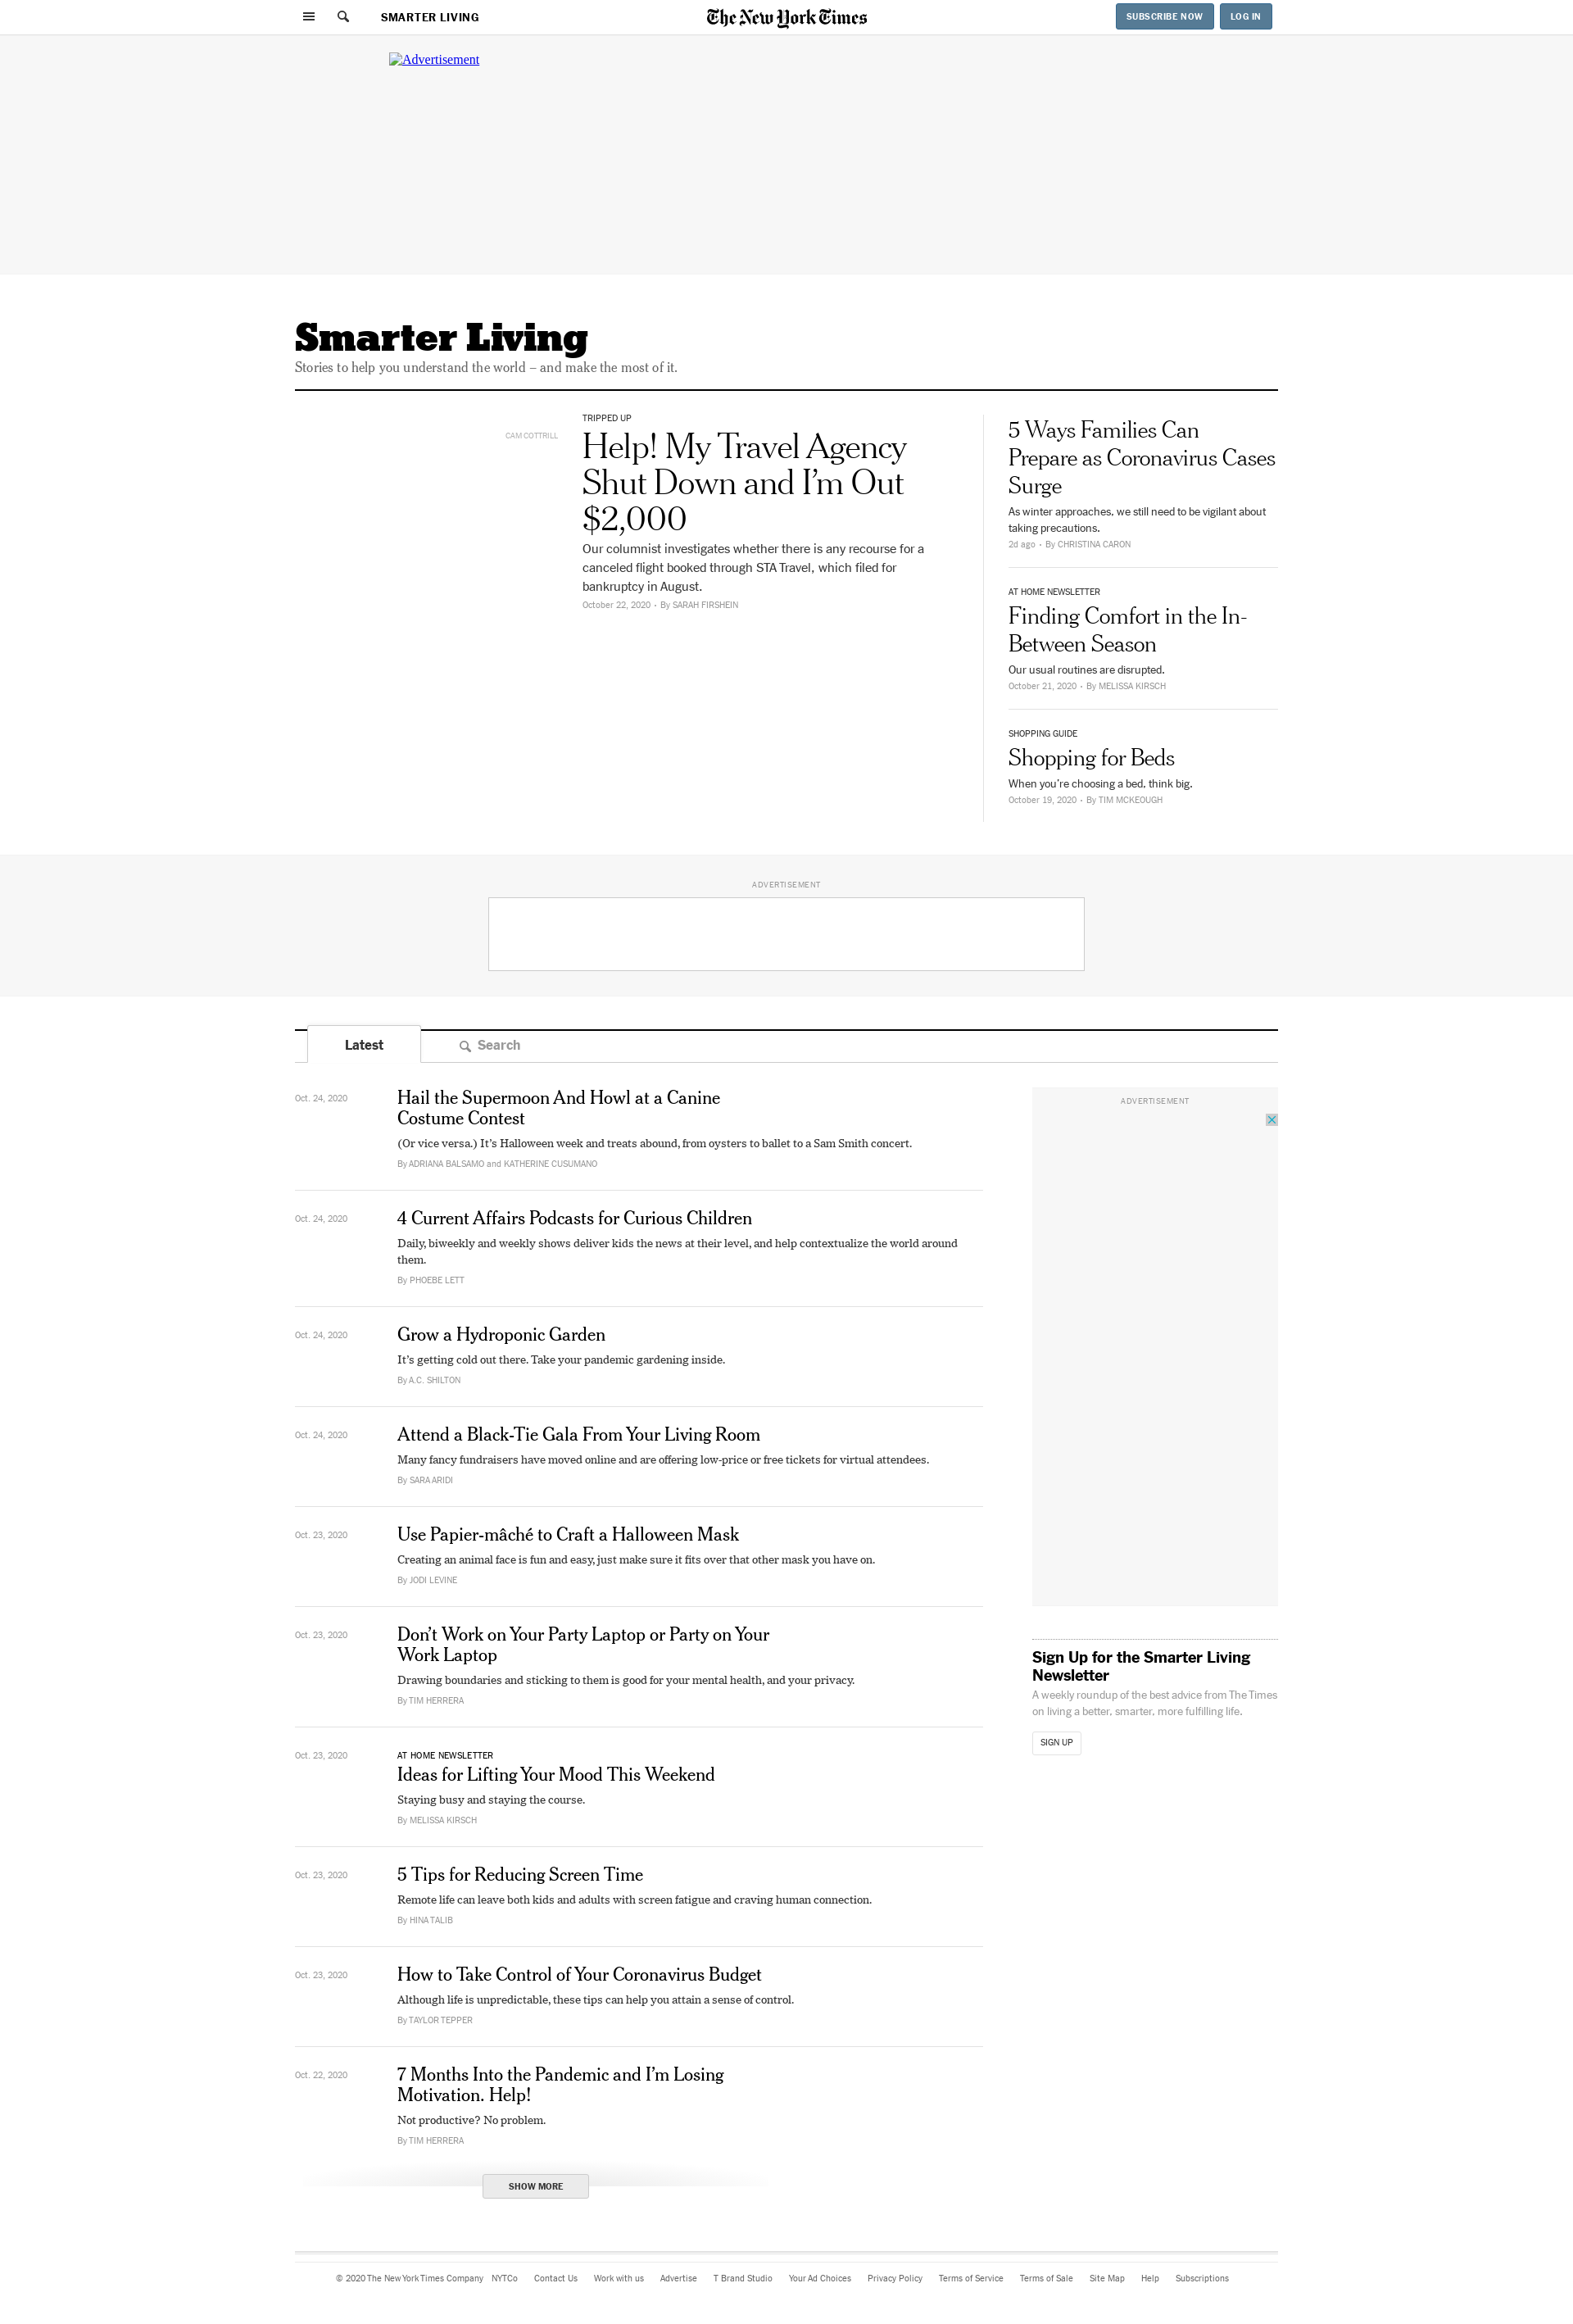 SMARTER LIVING
The New York Times
SUBSCRIBE NOW
LOG IN
Advertisement
Smarter Living
Stories to help you understand the world – and make the most of it.
CAM COTTRILL
TRIPPED UP
Help! My Travel Agency
Shut Down and I’m Out
$2,000
Our columnist investigates whether there is any recourse for a
canceled flight booked through STA Travel, which filed for
bankruptcy in August.
October 22, 2020 • By SARAH FIRSHEIN
5 Ways Families Can
Prepare as Coronavirus Cases
Surge
As winter approaches, we still need to be vigilant about
taking precautions.
2d ago • By CHRISTINA CARON
AT HOME NEWSLETTER
Finding Comfort in the In-
Between Season
Our usual routines are disrupted.
October 21, 2020 • By MELISSA KIRSCH
SHOPPING GUIDE
Shopping for Beds
When you’re choosing a bed, think big.
October 19, 2020 • By TIM MCKEOUGH
ADVERTISEMENT
Latest
Search
Oct. 24, 2020
Hail the Supermoon And Howl at a Canine
Costume Contest
(Or vice versa.) It’s Halloween week and treats abound, from oysters to ballet to a Sam Smith concert.
By ADRIANA BALSAMO and KATHERINE CUSUMANO
Oct. 24, 2020
4 Current Affairs Podcasts for Curious Children
Daily, biweekly and weekly shows deliver kids the news at their level, and help contextualize the world around
them.
By PHOEBE LETT
Oct. 24, 2020
Grow a Hydroponic Garden
It’s getting cold out there. Take your pandemic gardening inside.
By A.C. SHILTON
Oct. 24, 2020
Attend a Black-Tie Gala From Your Living Room
Many fancy fundraisers have moved online and are offering low-price or free tickets for virtual attendees.
By SARA ARIDI
Oct. 23, 2020
Use Papier-mâché to Craft a Halloween Mask
Creating an animal face is fun and easy, just make sure it fits over that other mask you have on.
By JODI LEVINE
Oct. 23, 2020
Don’t Work on Your Party Laptop or Party on Your
Work Laptop
Drawing boundaries and sticking to them is good for your mental health, and your privacy.
By TIM HERRERA
Oct. 23, 2020
AT HOME NEWSLETTER
Ideas for Lifting Your Mood This Weekend
Staying busy and staying the course.
By MELISSA KIRSCH
Oct. 23, 2020
5 Tips for Reducing Screen Time
Remote life can leave both kids and adults with screen fatigue and craving human connection.
By HINA TALIB
Oct. 23, 2020
How to Take Control of Your Coronavirus Budget
Although life is unpredictable, these tips can help you attain a sense of control.
By TAYLOR TEPPER
Oct. 22, 2020
7 Months Into the Pandemic and I’m Losing
Motivation. Help!
Not productive? No problem.
By TIM HERRERA
SHOW MORE
ADVERTISEMENT
Sign Up for the Smarter Living
Newsletter
A weekly roundup of the best advice from The Times
on living a better, smarter, more fulfilling life.
SIGN UP
© 2020 The New York Times Company NYTCo Contact Us Work with us Advertise T Brand Studio Your Ad Choices Privacy Policy Terms of Service Terms of Sale Site Map Help Subscriptions